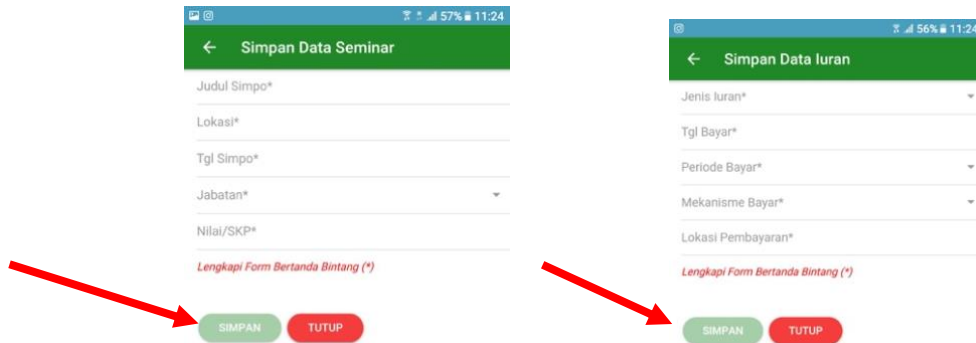 57% 11:24
Simpan Data Seminar
Judul Simpo*
Lokasi*
Tgl Simpo*
Jabatan*
Nilai/SKP*
Lengkapi Form Bertanda Bintang (*)
SIMPAN TUTUP
56% 11:24
Simpan Data Iuran
Jenis Iuran*
Tgl Bayar*
Periode Bayar*
Mekanisme Bayar*
Lokasi Pembayaran*
Lengkapi Form Bertanda Bintang (*)
SIMPAN TUTUP